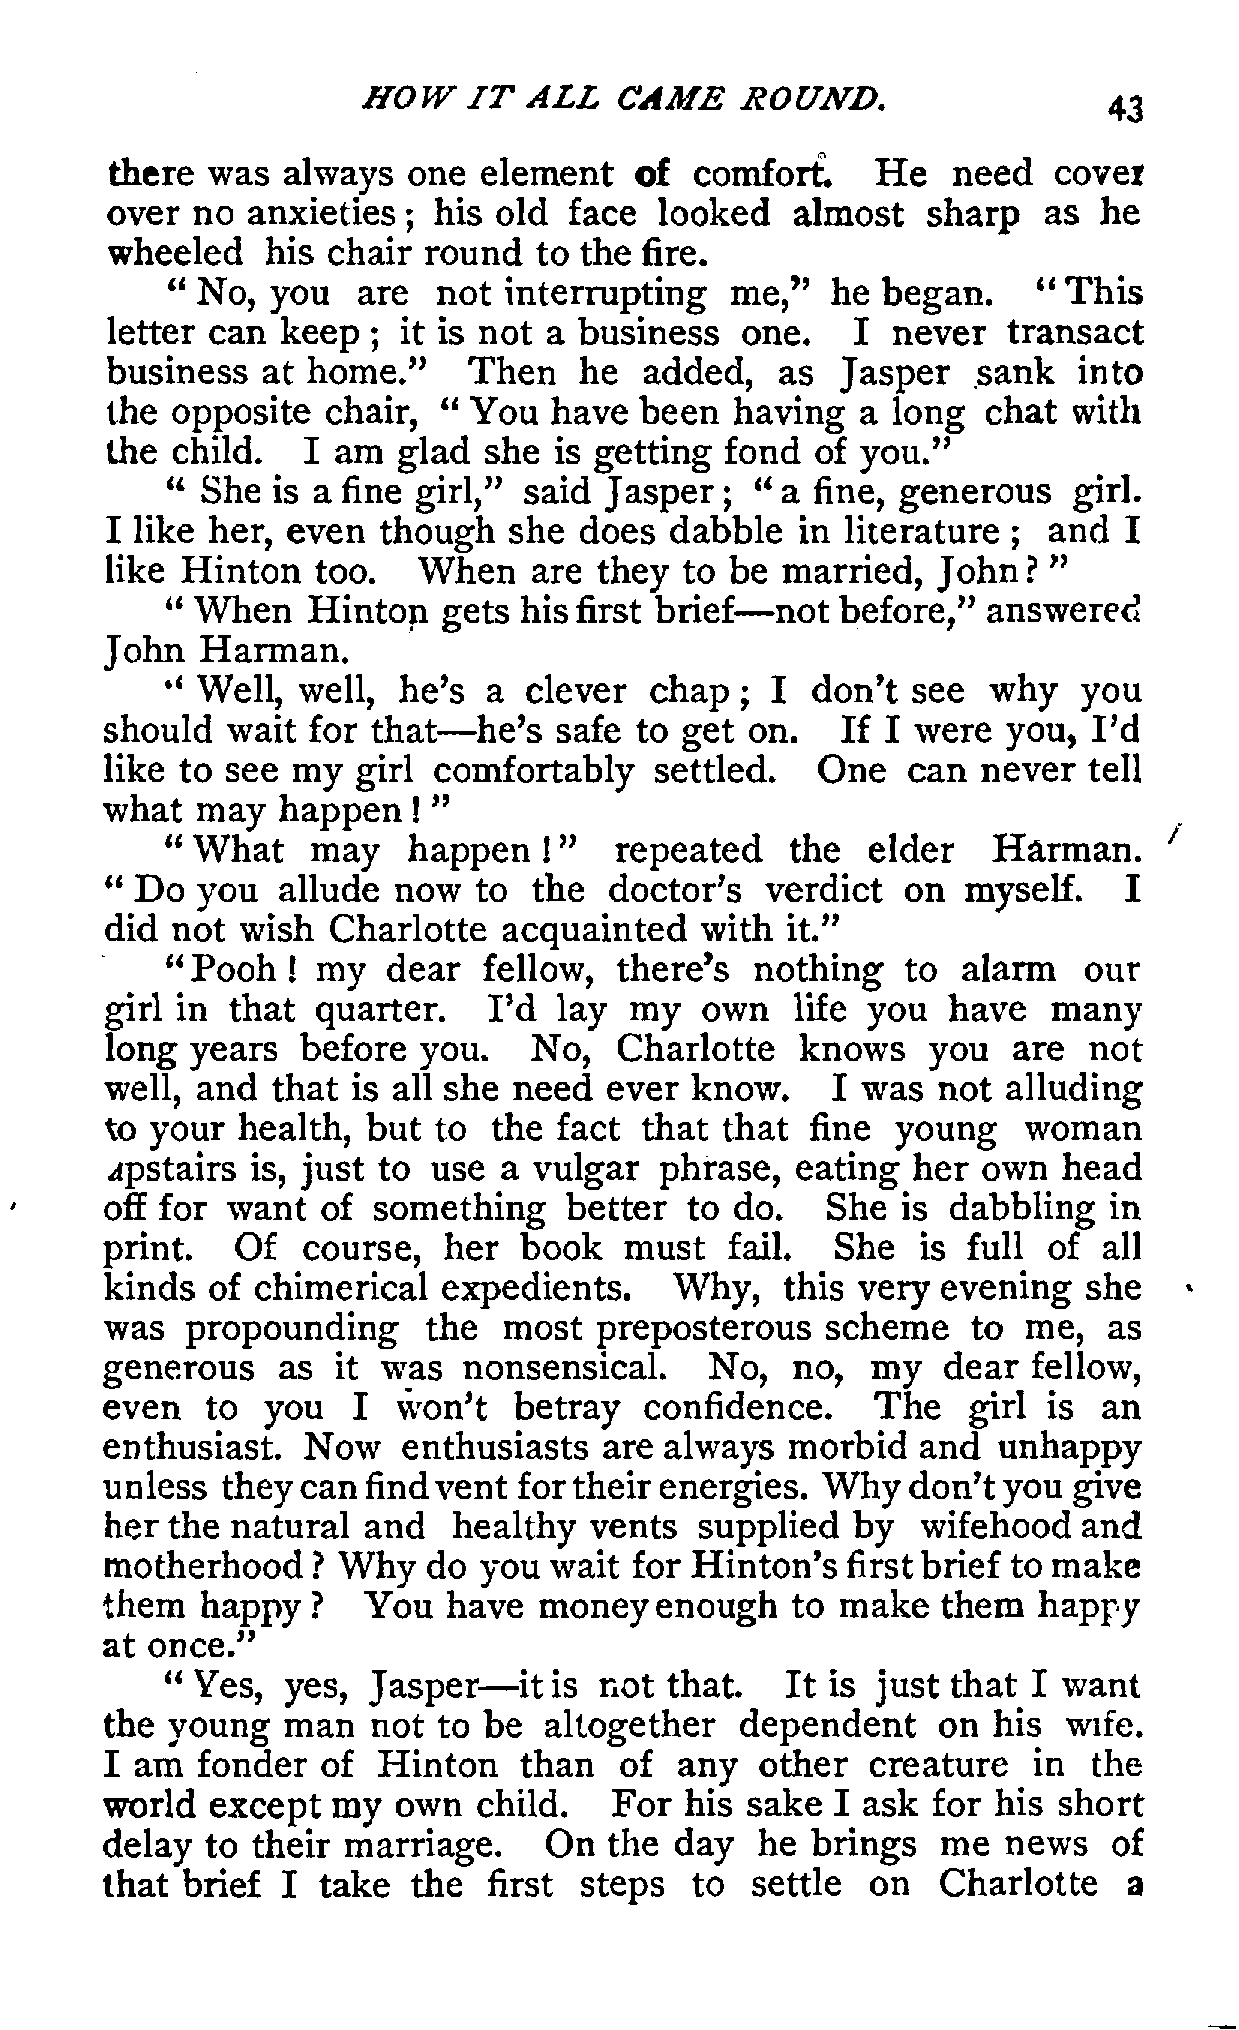 HOW IT ALL CAME ROUND. 43
there was always one element of comfort. He need cover
over no anxieties; his old face looked almost sharp as he
wheeled his chair round to the fire.
"No, you are not interrupting me," he began. "This
letter can keep; it is not a business one. I never transact
business at home." Then he added, as Jasper sank into
the opposite chair, "You have been having a long chat with
the child. I am glad she is getting fond of you."
"She is a fine girl," said Jasper; "a fine, generous girl.
I like her, even though she does dabble in literature; and I
like Hinton too. When are they to be married, John?"
"When Hinton gets his first brief—not before," answered
John Harman.
"Well, well, he's a clever chap; I don't see why you
should wait for that—he's safe to get on. If I were you, I'd
like to see my girl comfortably settled. One can never tell
what may happen!"
"What may happen!" repeated the elder Harman.
"Do you allude now to the doctor's verdict on myself. I
did not wish Charlotte acquainted with it."
"Pooh! my dear fellow, there's nothing to alarm our
girl in that quarter. I'd lay my own life you have many
long years before you. No, Charlotte knows you are not
well, and that is all she need ever know. I was not alluding
to your health, but to the fact that that fine young woman
upstairs is, just to use a vulgar phrase, eating her own head
off for want of something better to do. She is dabbling in
print. Of course, her book must fail. She is full of all
kinds of chimerical expedients. Why, this very evening she
was propounding the most preposterous scheme to me, as
generous as it was nonsensical. No, no, my dear fellow,
even to you I won't betray confidence. The girl is an
enthusiast. Now enthusiasts are always morbid and unhappy
unless they can find vent for their energies. Why don't you give
her the natural and healthy vents supplied by wifehood and
motherhood? Why do you wait for Hinton's first brief to make
them happy? You have money enough to make them happy
at once."
"Yes, yes, Jasper—it is not that. It is just that I want
the young man not to be altogether dependent on his wife.
I am fonder of Hinton than of any other creature in the
world except my own child. For his sake I ask for his short
delay to their marriage. On the day he brings me news of
that brief I take the first steps to settle on Charlotte a